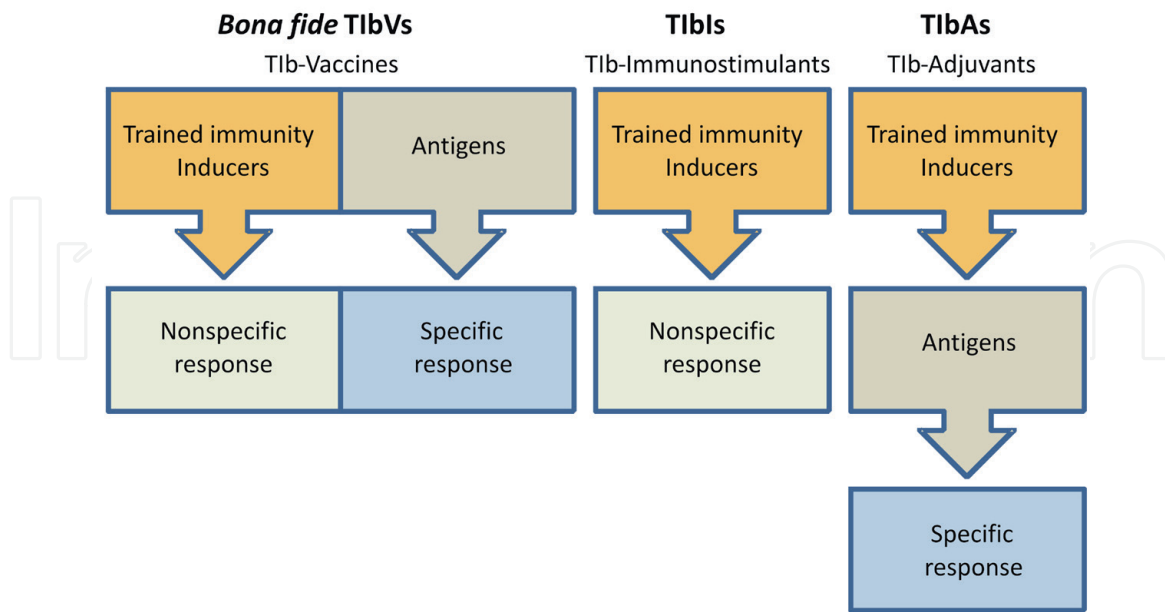 Bona fide TIbVs
TIb-Vaccines
Trained immunity
Inducers
Antigens
Nonspecific
response
Specific
response
TIbIs
TIb-Immunostimulants
Trained immunity
Inducers
Nonspecific
response
TIbAs
TIb-Adjuvants
Trained immunity
Inducers
Antigens
Specific
response